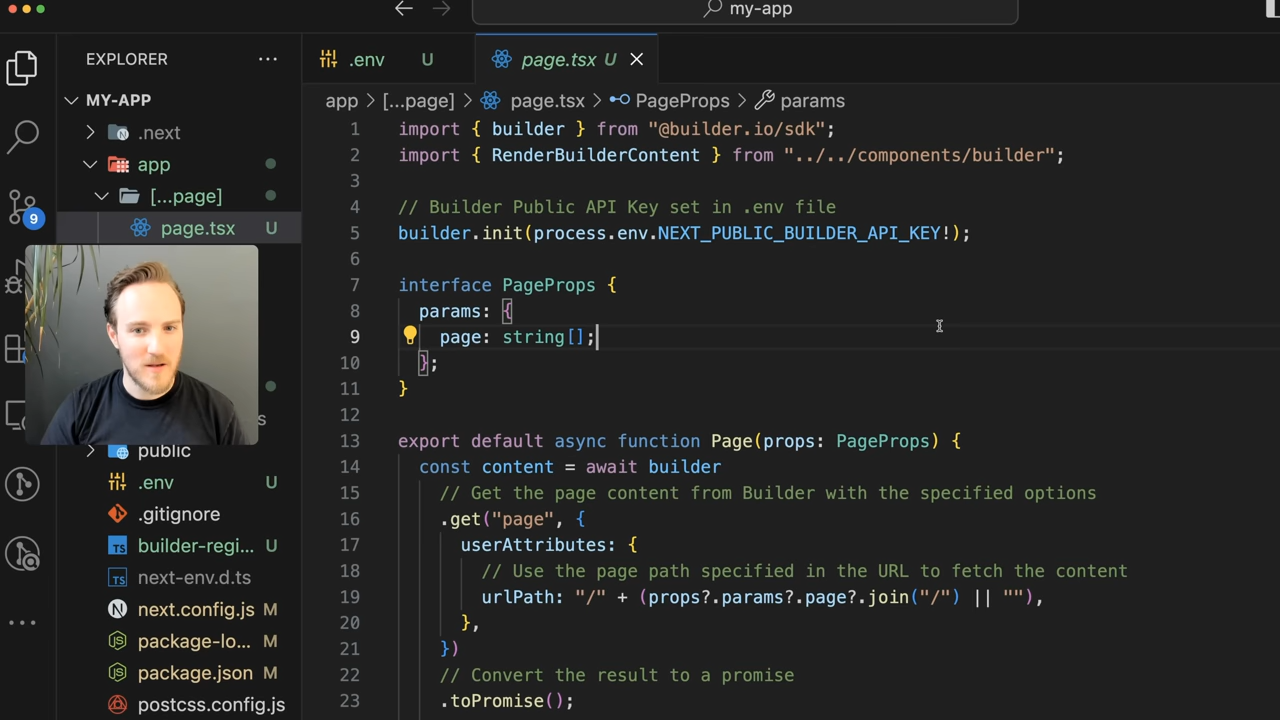 my-app
EXPLORER
.env U
page.tsx U
MY-APP
app > [...page] > page.tsx > PageProps > params
.next
app
[...page]
page.tsx U
9
s
public
.env U
.gitignore
builder-regi... U
next-env.d.ts
next.config.js M
package-lo... M
package.json M
postcss.config.js
1 import { builder } from "@builder.io/sdk";
2 import { RenderBuilderContent } from "../../components/builder";
3
4 // Builder Public API Key set in .env file
5 builder.init(process.env.NEXT_PUBLIC_BUILDER_API_KEY!);
6
7 interface PageProps {
8 params: {
9 page: string[];
10 };
11 }
12
13 export default async function Page(props: PageProps) {
14 const content = await builder
15 // Get the page content from Builder with the specified options
16 .get("page", {
17 userAttributes: {
18 // Use the page path specified in the URL to fetch the content
19 urlPath: "/" + (props?.params?.page?.join("/") || ""),
20 },
21 })
22 // Convert the result to a promise
23 .toPromise();